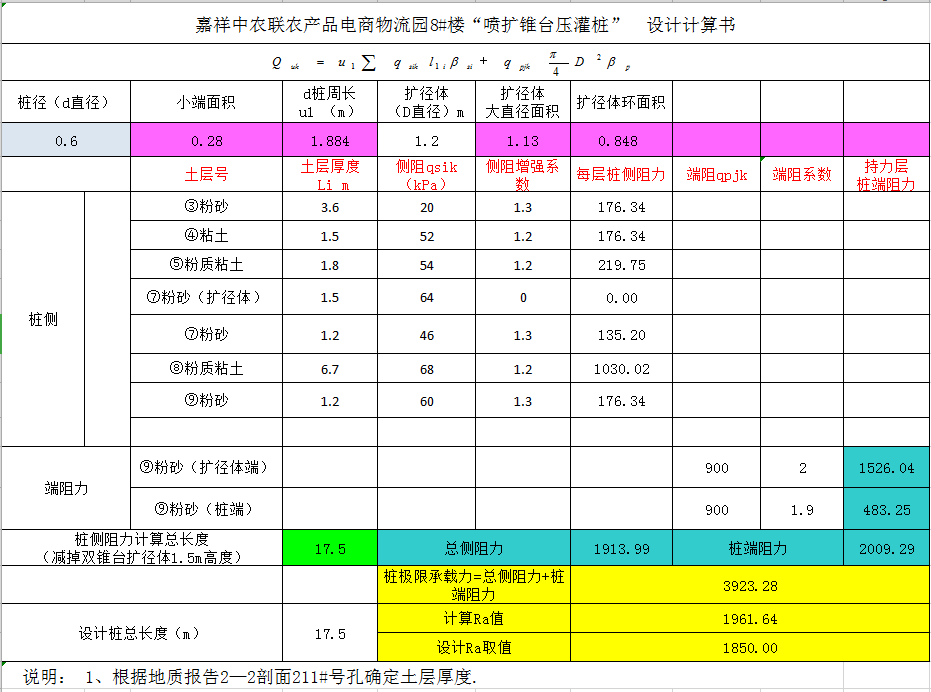 嘉祥中农联农产品电商物流园8#楼“喷扩锥台压灌桩” 设计计算书
Q uk = u 1 ∑ q sik l 1 i β si + q pjk π/4 D 2 β p
桩径（d直径） 小端面积 d桩周长 u1 （m） 扩径体 （D直径）m 扩径体 大直径面积 扩径体环面积
0.6 0.28 1.884 1.2 1.13 0.848
土层号 土层厚度 Li m 侧阻qsik （kPa） 侧阻增强系数 每层桩侧阻力 端阻qpjk 端阻系数 持力层 桩端阻力
桩侧
③粉砂 3.6 20 1.3 176.34
④粘土 1.5 52 1.2 176.34
⑤粉质粘土 1.8 54 1.2 219.75
⑦粉砂（扩径体） 1.5 64 0 0.00
⑦粉砂 1.2 46 1.3 135.20
⑧粉质粘土 6.7 68 1.2 1030.02
⑨粉砂 1.2 60 1.3 176.34
端阻力
⑨粉砂（扩径体端） 900 2 1526.04
⑨粉砂（桩端） 900 1.9 483.25
桩侧阻力计算总长度
（减掉双锥台扩径体1.5m高度） 17.5 总侧阻力 1913.99 桩端阻力 2009.29
桩极限承载力=总侧阻力+桩端阻力 3923.28
设计桩总长度（m） 17.5
计算Ra值 1961.64
设计Ra取值 1850.00
说明： 1、根据地质报告2—2剖面211#号孔确定土层厚度.